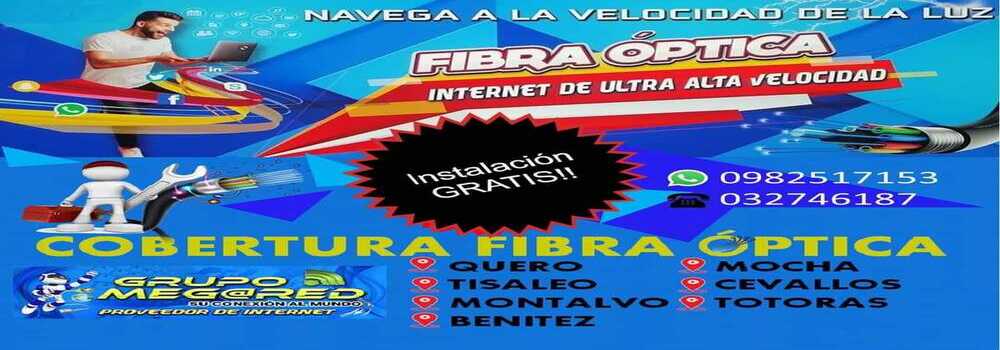 NAVEGA A LA VELOCIDAD DE LA LUZ
FIBRA ÓPTICA
INTERNET DE ULTRA ALTA VELOCIDAD
Instalación
GRATIS!!
0982517153
032746187
COBERTURA FIBRA ÓPTICA
GRUPO
MEG@RED
SU CONEXIÓN AL MUNDO
PROVEEDOR DE INTERNET
QUERO
TISALEO
MONTALVO
BENITEZ
MOCHA
CEVALLOS
TOTORAS